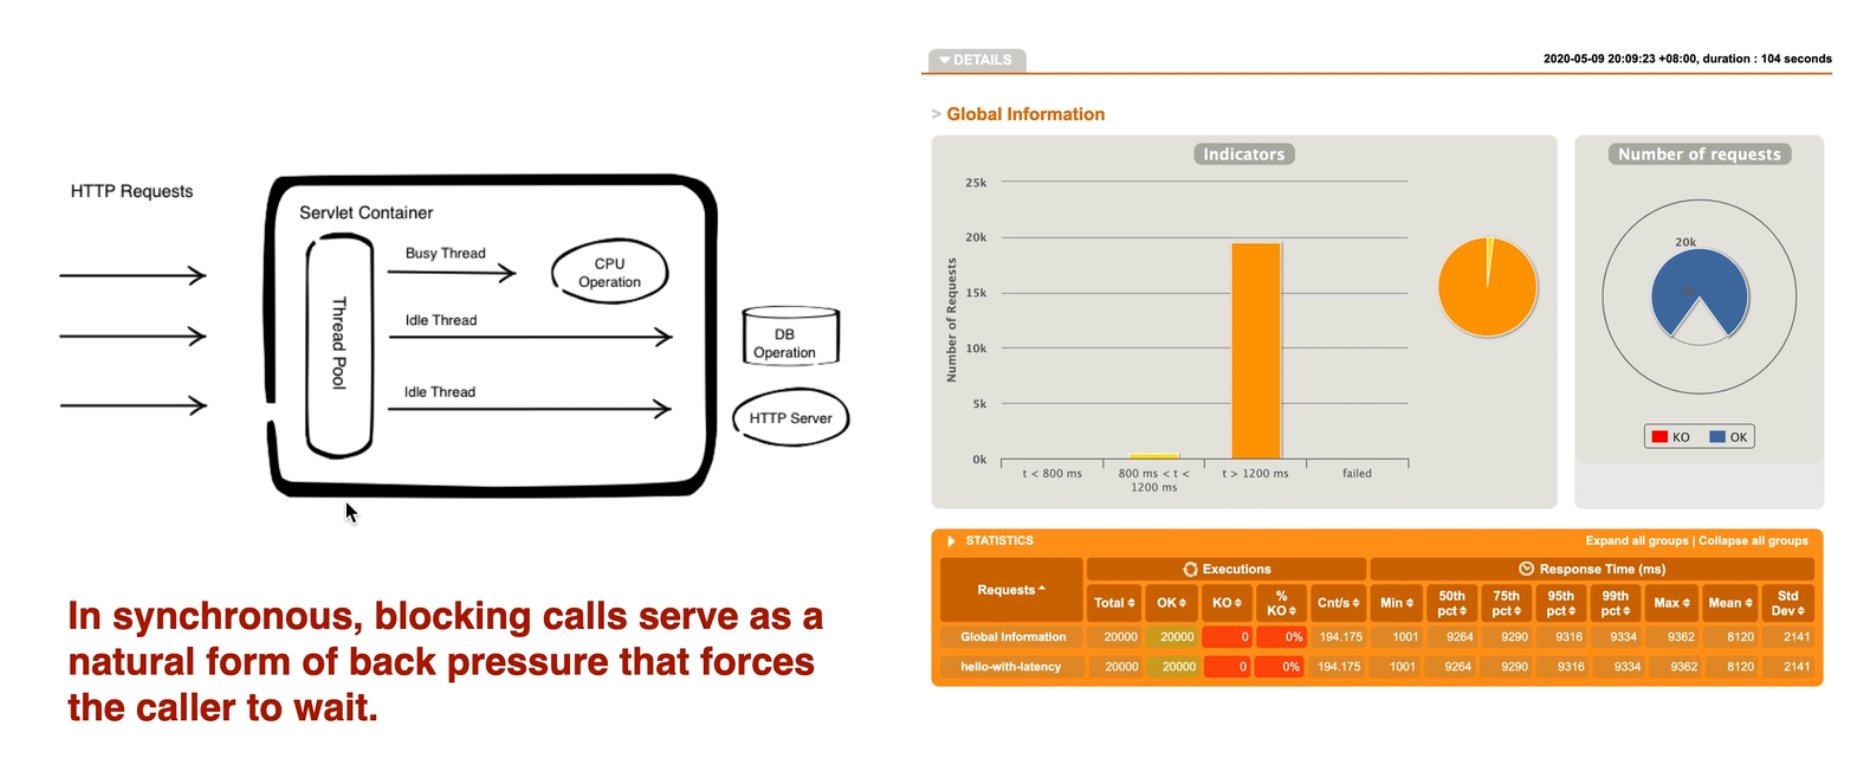 HTTP Requests
Servlet Container
Thread Pool
Busy Thread
CPU
Operation
Idle Thread
DB
Operation
Idle Thread
HTTP Server
In synchronous, blocking calls serve as a
natural form of back pressure that forces
the caller to wait.
DETAILS
2020-05-09 20:09:23 +08:00, duration : 104 seconds
> Global Information
Indicators
Number of Requests
25k
20k
15k
10k
5k
0k
t < 800 ms
800 ms < t <
1200 ms
t > 1200 ms
failed
Number of requests
20k
KO
OK
STATISTICS
Expand all groups | Collapse all groups
Requests
Executions
Response Time (ms)
Total OK KO % KO Cnt/s Min 50th pct 75th pct 95th pct 99th pct Max Mean Std Dev
Global Information 20000 20000 0 0% 194.175 1001 9264 9290 9316 9334 9362 8120 2141
hello-with-latency 20000 20000 0 0% 194.175 1001 9264 9290 9316 9334 9362 8120 2141